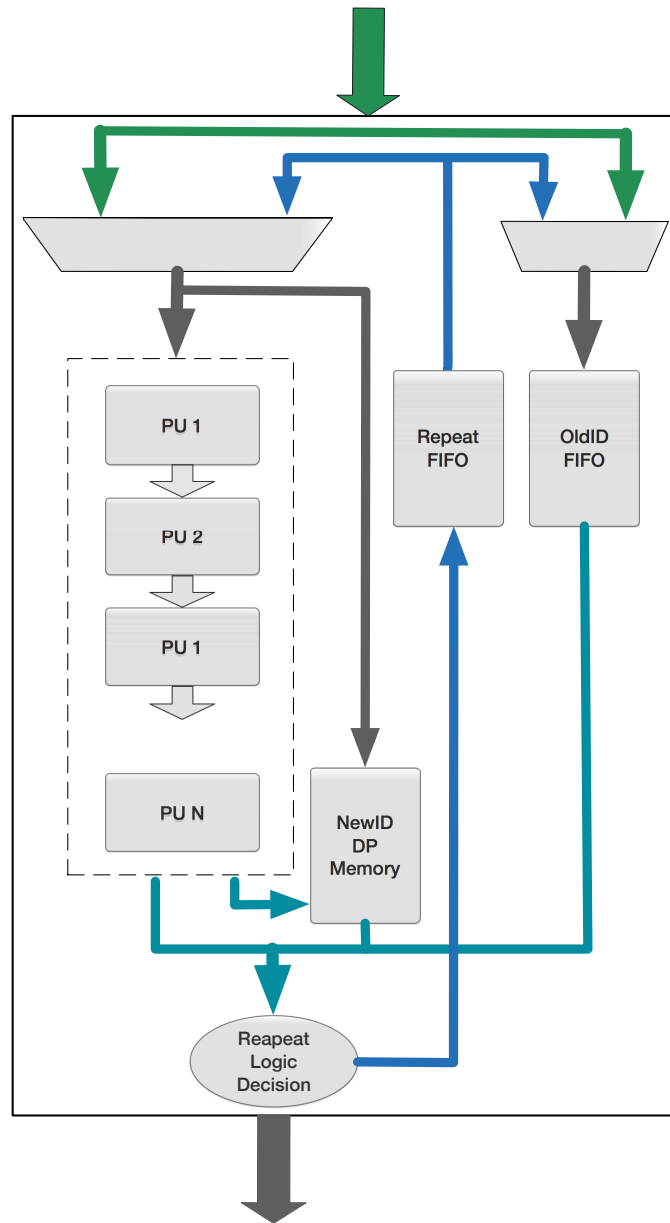 PU 1
PU 2
PU 1
PU N
Repeat
FIFO
OldID
FIFO
NewID
DP
Memory
Reapeat
Logic
Decision